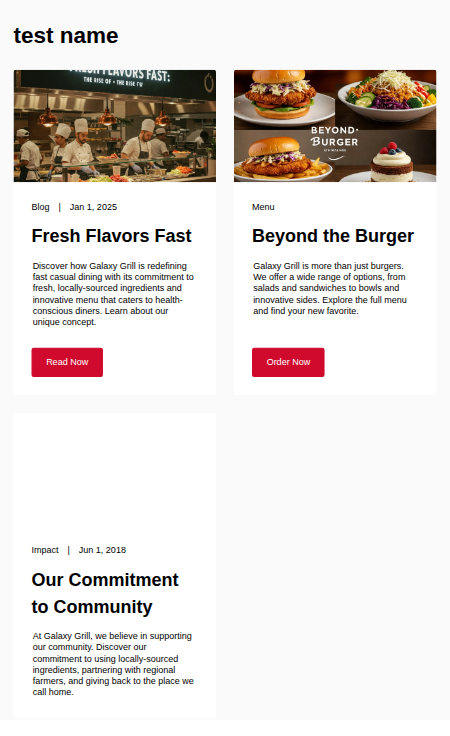 test name
FRESH FLAVORS FAST:
THE RISE OF • THE RISE TV
BEYOND·
BURGER
Blog | Jan 1, 2025
Fresh Flavors Fast
Discover how Galaxy Grill is redefining
fast casual dining with its commitment to
fresh, locally-sourced ingredients and
innovative menu that caters to health-
conscious diners. Learn about our
unique concept.
Read Now
Menu
Beyond the Burger
Galaxy Grill is more than just burgers.
We offer a wide range of options, from
salads and sandwiches to bowls and
innovative sides. Explore the full menu
and find your new favorite.
Order Now
Impact | Jun 1, 2018
Our Commitment
to Community
At Galaxy Grill, we believe in supporting
our community. Discover our
commitment to using locally-sourced
ingredients, partnering with regional
farmers, and giving back to the place we
call home.